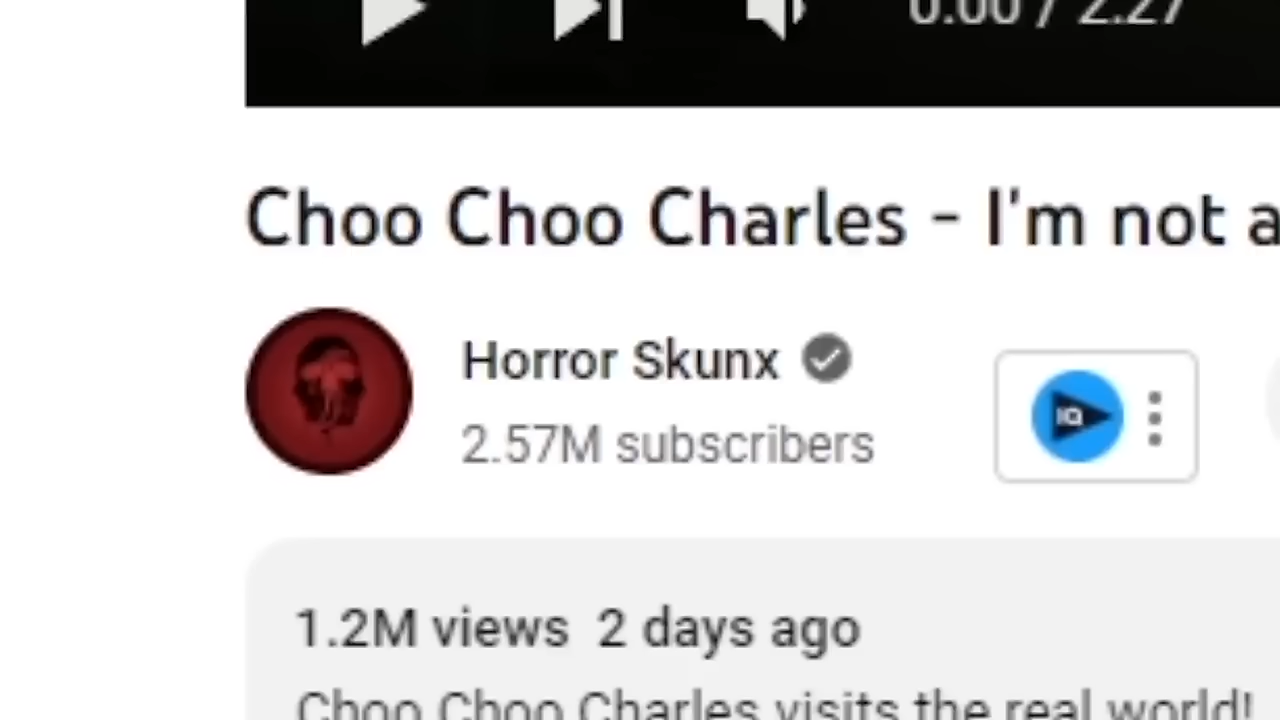 0:00 / 2:27
Choo Choo Charles - I'm not a
Horror Skunx
2.57M subscribers
IQ
1.2M views 2 days ago
Choo Choo Charles visits the real world!